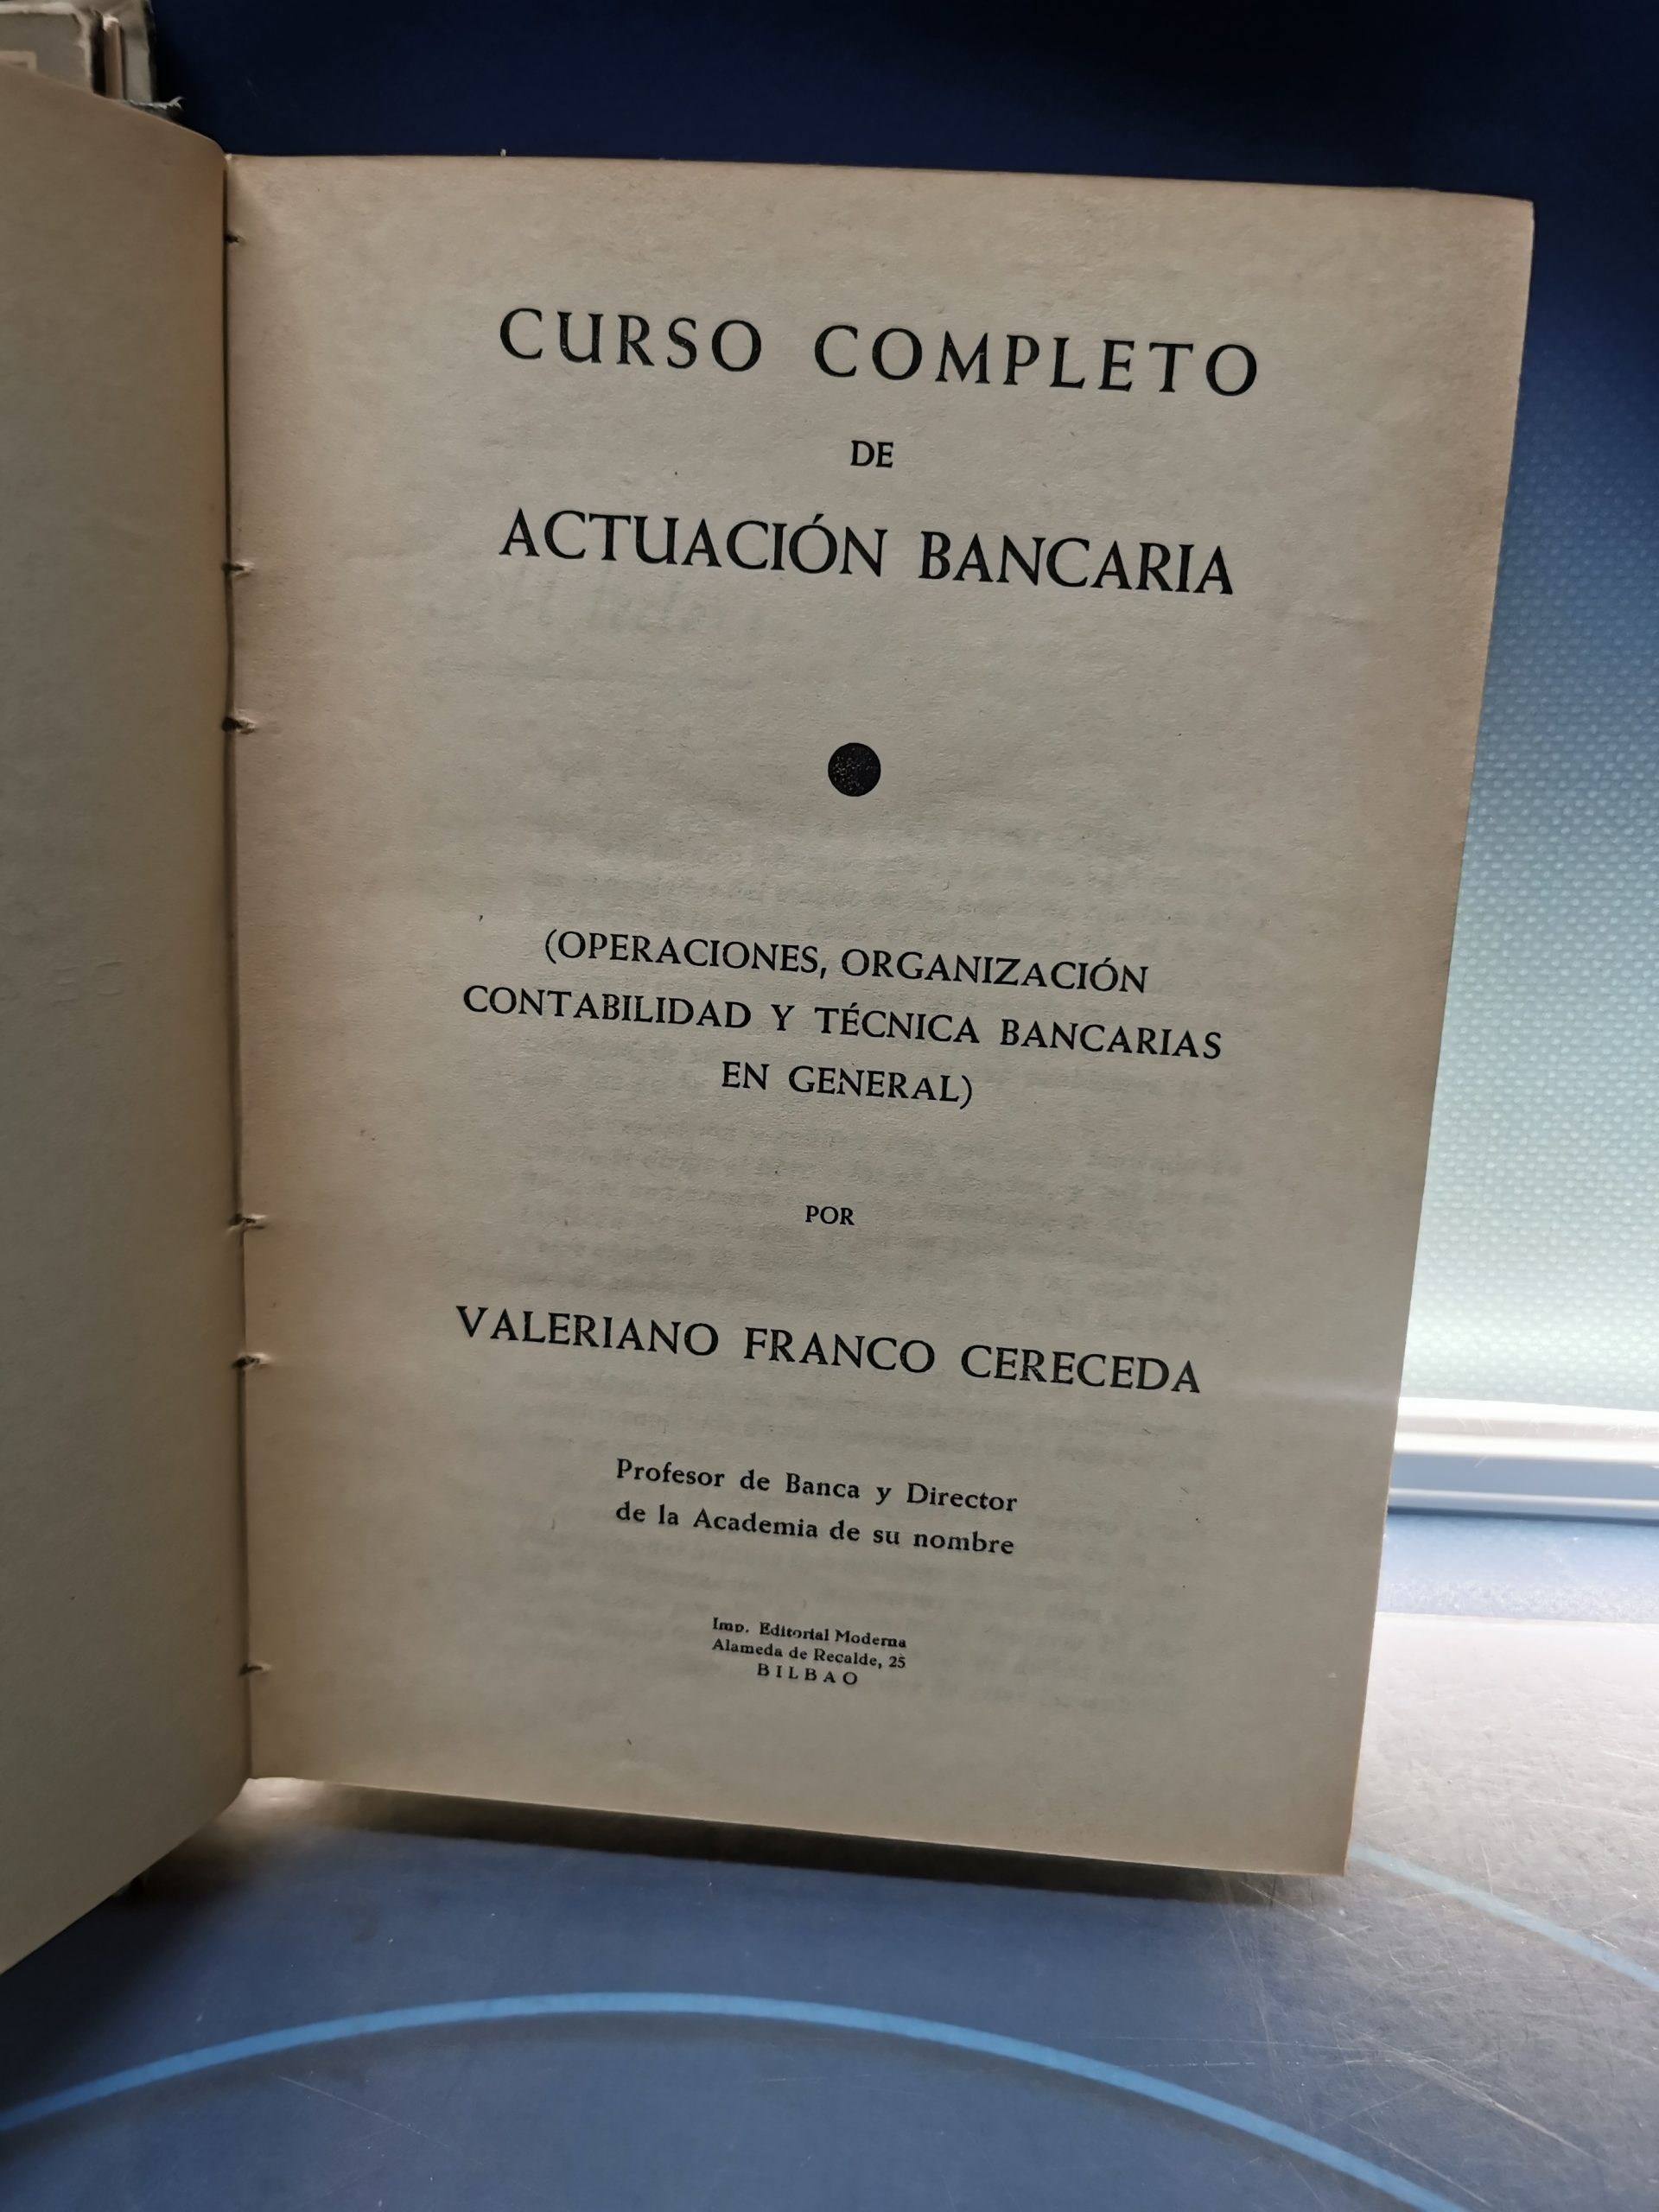 CURSO COMPLETO
DE
ACTUACIÓN BANCARIA
(OPERACIONES, ORGANIZACIÓN
CONTABILIDAD Y TÉCNICA BANCARIAS
EN GENERAL)
POR
VALERIANO FRANCO CERECEDA
Profesor de Banca y Director
de la Academia de su nombre
Imp. Editorial Moderna
Alameda de Recalde, 25
BILBAO